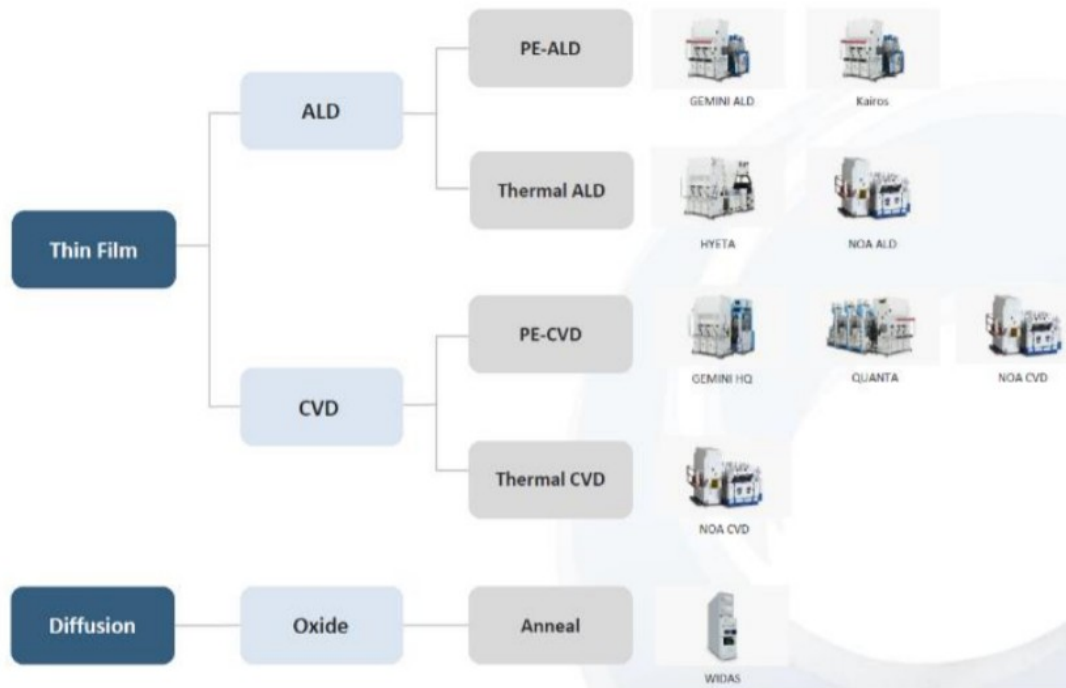 PE-ALD
GEMINI ALD
Kairos
ALD
Thermal ALD
HYETA
NOA ALD
Thin Film
PE-CVD
GEMINI HQ
QUANTA
NOA CVD
CVD
Thermal CVD
NOA CVD
Diffusion
Oxide
Anneal
WIDAS